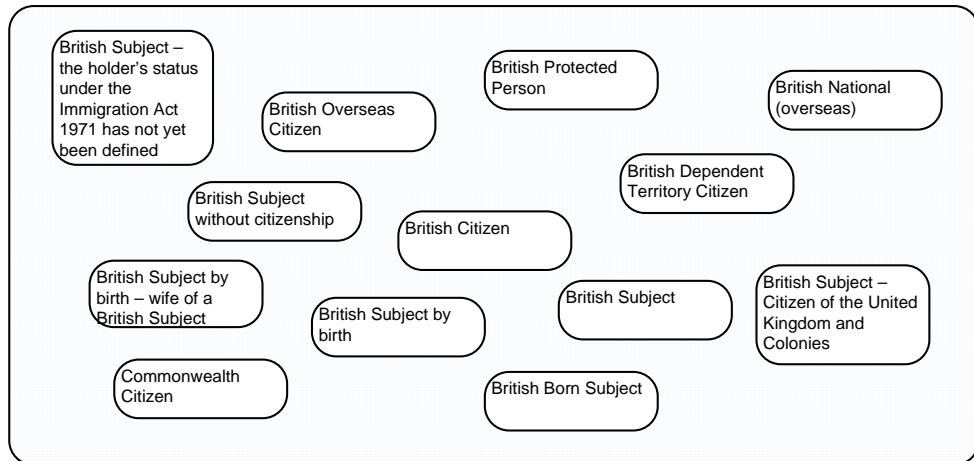 British Subject –
the holder's status
under the
Immigration Act
1971 has not yet
been defined
British Overseas
Citizen
British Protected
Person
British National
(overseas)
British Subject
without citizenship
British Dependent
Territory Citizen
British Citizen
British Subject by
birth – wife of a
British Subject
British Subject by
birth
British Subject
British Subject –
Citizen of the United
Kingdom and
Colonies
Commonwealth
Citizen
British Born Subject